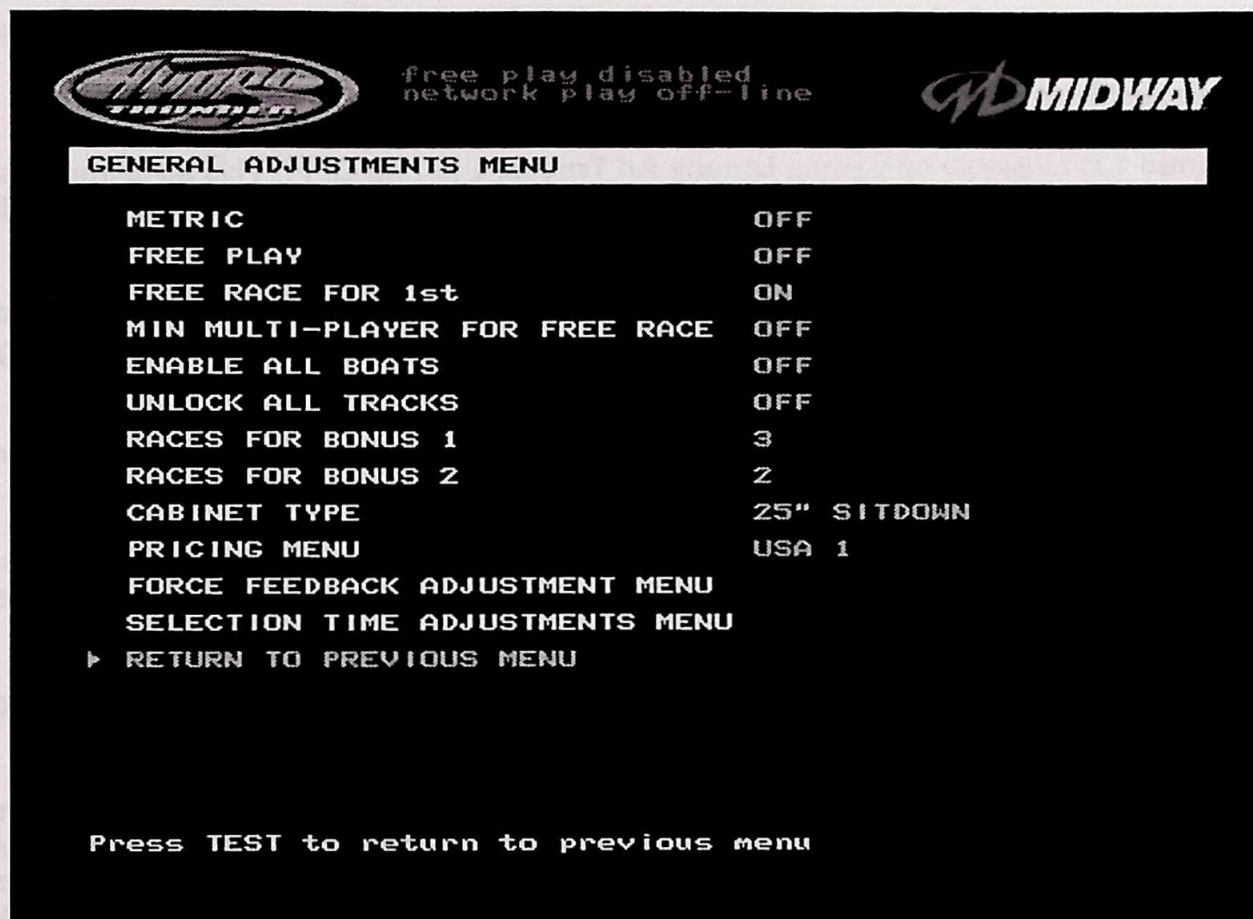 HYDRO
THUNDER
free play disabled
network play off-line
MIDWAY
GENERAL ADJUSTMENTS MENU
METRIC OFF
FREE PLAY OFF
FREE RACE FOR 1st ON
MIN MULTI-PLAYER FOR FREE RACE OFF
ENABLE ALL BOATS OFF
UNLOCK ALL TRACKS OFF
RACES FOR BONUS 1 3
RACES FOR BONUS 2 2
CABINET TYPE 25" SITDOWN
PRICING MENU USA 1
FORCE FEEDBACK ADJUSTMENT MENU
SELECTION TIME ADJUSTMENTS MENU
RETURN TO PREVIOUS MENU
Press TEST to return to previous menu